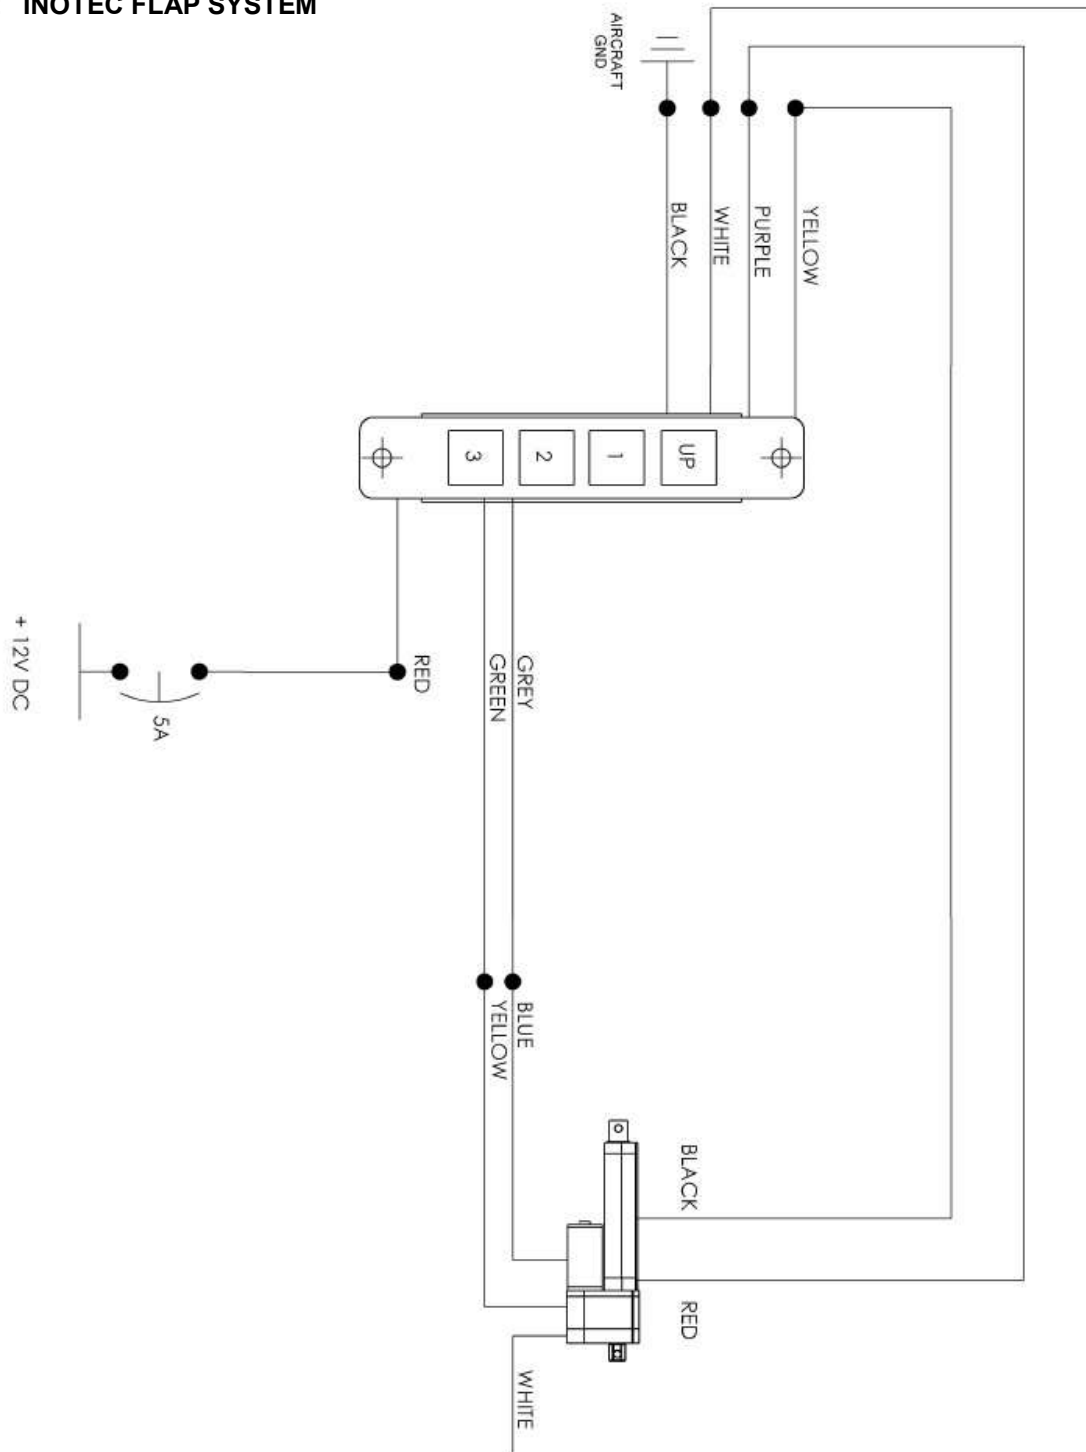 INOTEC FLAP SYSTEM
AIRCRAFT
GND
BLACK
WHITE
PURPLE
YELLOW
3
2
1
UP
+ 12V DC
5A
RED
GREEN
GREY
YELLOW
BLUE
BLACK
RED
WHITE